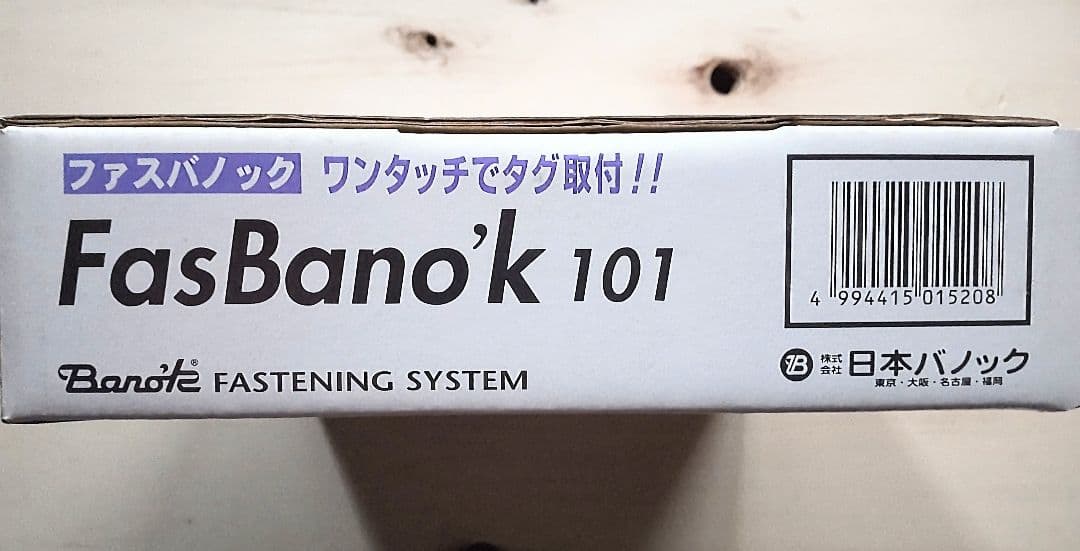 ファスバノック ワンタッチでタグ取付!!
FasBano'k 101
4 994415 015208
Bano'k® FASTENING SYSTEM
株式会社 日本バノック
東京・大阪・名古屋・福岡